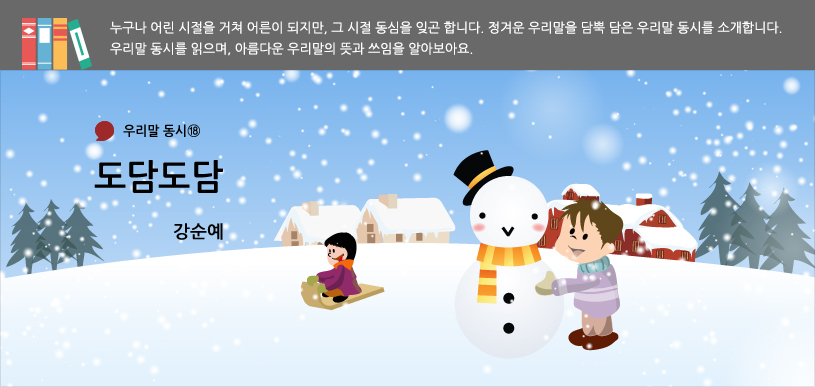 누구나 어린 시절을 거쳐 어른이 되지만, 그 시절 동심을 잊곤 합니다. 정겨운 우리말을 담뿍 담은 우리말 동시를 소개합니다.
우리말 동시를 읽으며, 아름다운 우리말의 뜻과 쓰임을 알아보아요.
우리말 동시⑱
도담도담
강순예